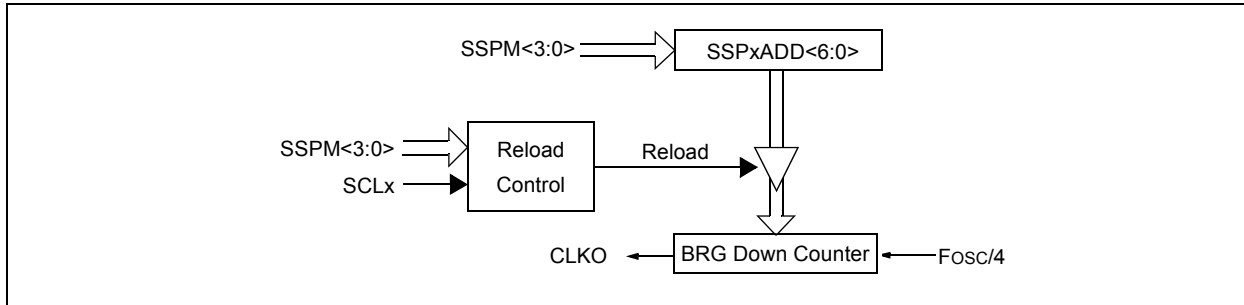 SSPM<3:0>
SSPxADD<6:0>
SSPM<3:0>
SCLx
Reload
Control
Reload
CLKO
BRG Down Counter
FOSC/4